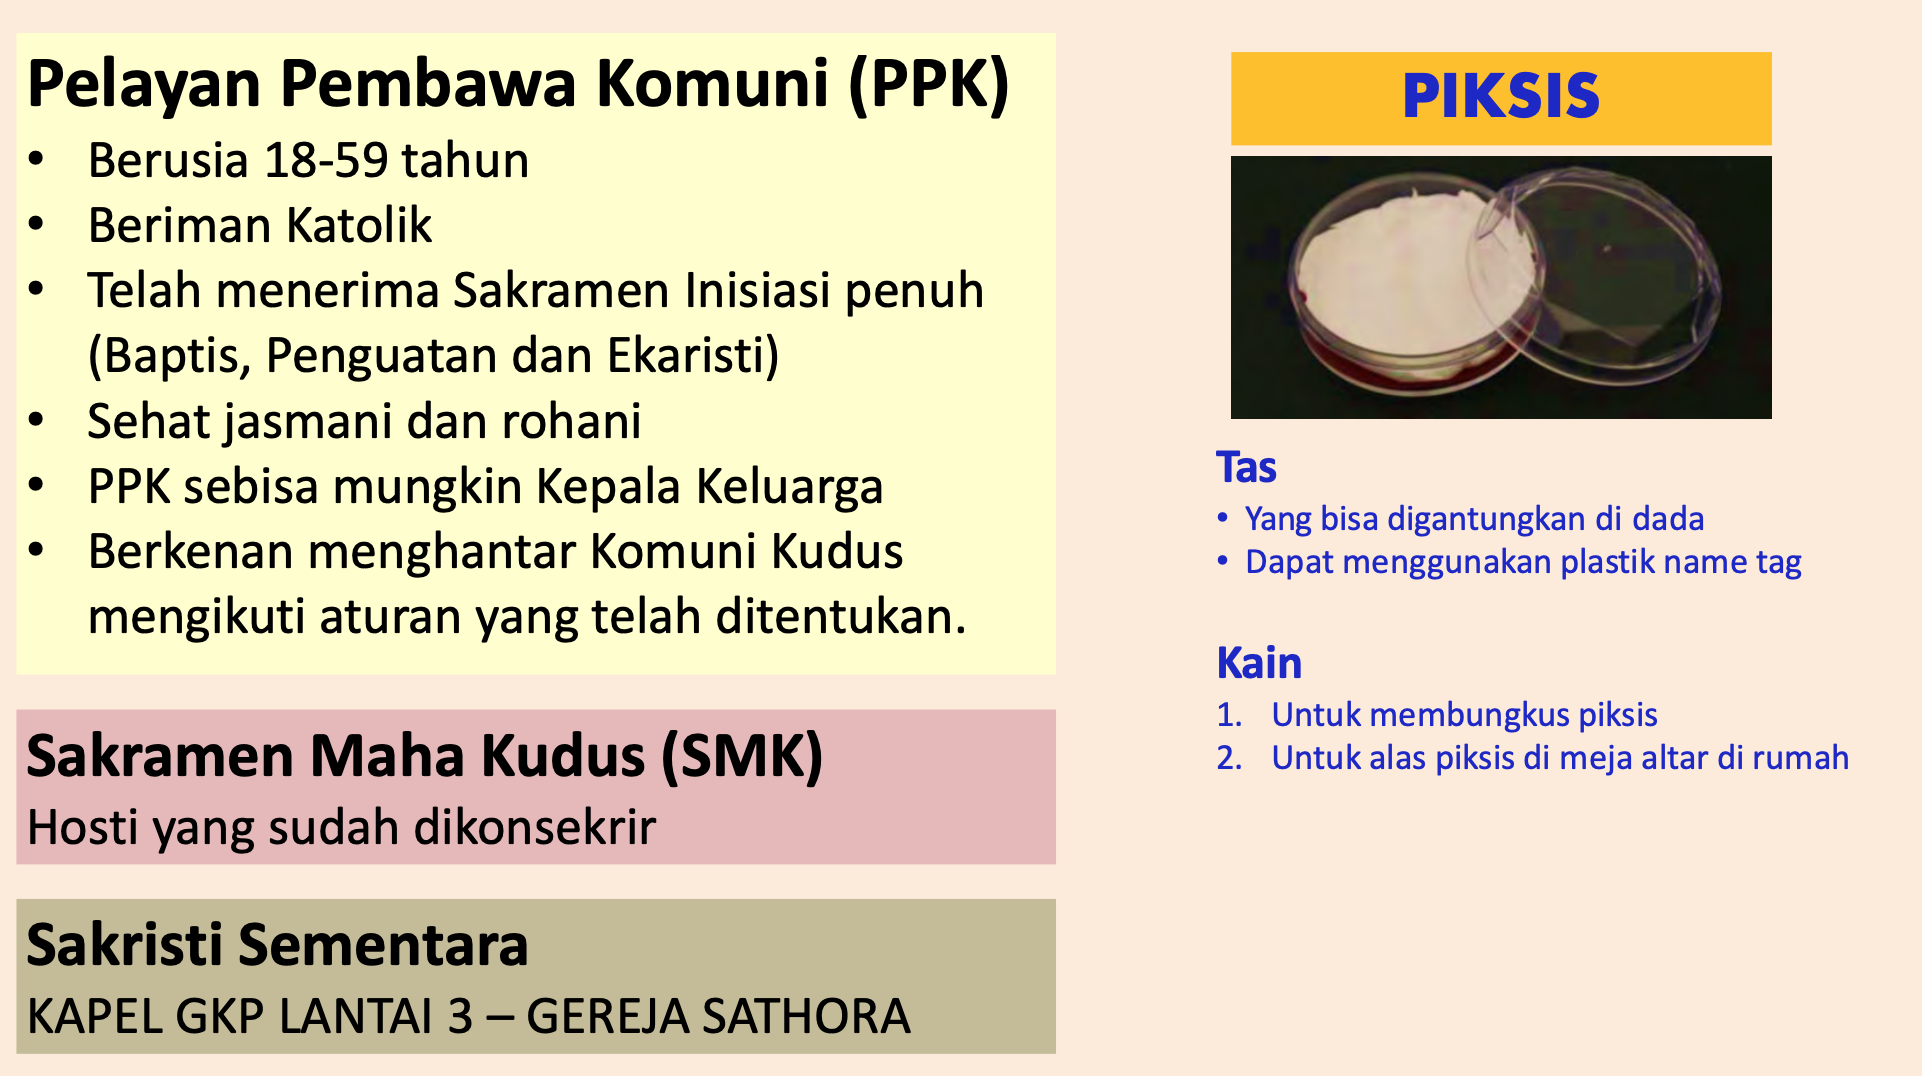 Pelayan Pembawa Komuni (PPK)
• Berusia 18-59 tahun
• Beriman Katolik
• Telah menerima Sakramen Inisiasi penuh
(Baptis, Penguatan dan Ekaristi)
• Sehat jasmani dan rohani
• PPK sebisa mungkin Kepala Keluarga
• Berkenan menghantar Komuni Kudus
mengikuti aturan yang telah ditentukan.
Sakramen Maha Kudus (SMK)
Hosti yang sudah dikonsekrir
Sakristi Sementara
KAPEL GKP LANTAI 3 – GEREJA SATHORA
PIKSIS
Tas
• Yang bisa digantungkan di dada
• Dapat menggunakan plastik name tag
Kain
1. Untuk membungkus piksis
2. Untuk alas piksis di meja altar di rumah